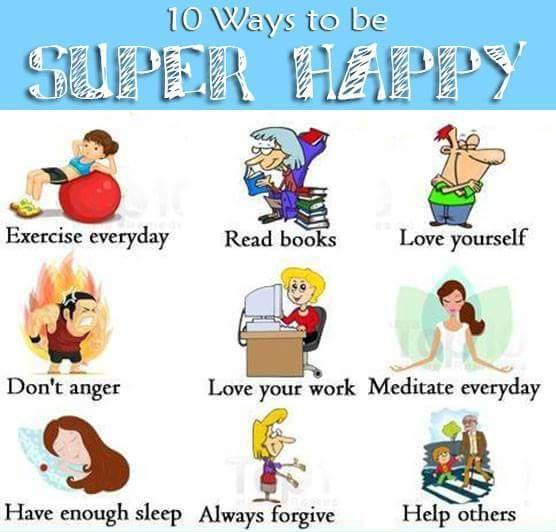 10 Ways to be
SUPER HAPPY
Exercise everyday
Read books
Love yourself
Don't anger
Love your work
Meditate everyday
Have enough sleep
Always forgive
Help others